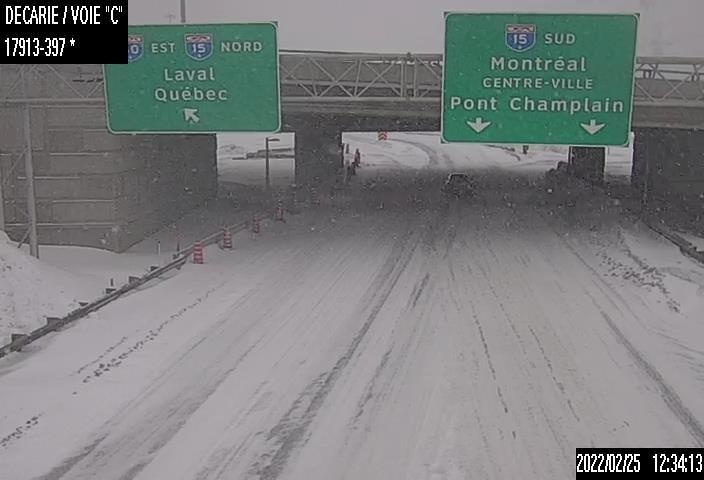 DECARIE / VOIE "C"
17913-397 *
EST 15 NORD
Laval
Québec
15 SUD
Montréal
CENTRE-VILLE
Pont Champlain
2022/02/25 12:34:13